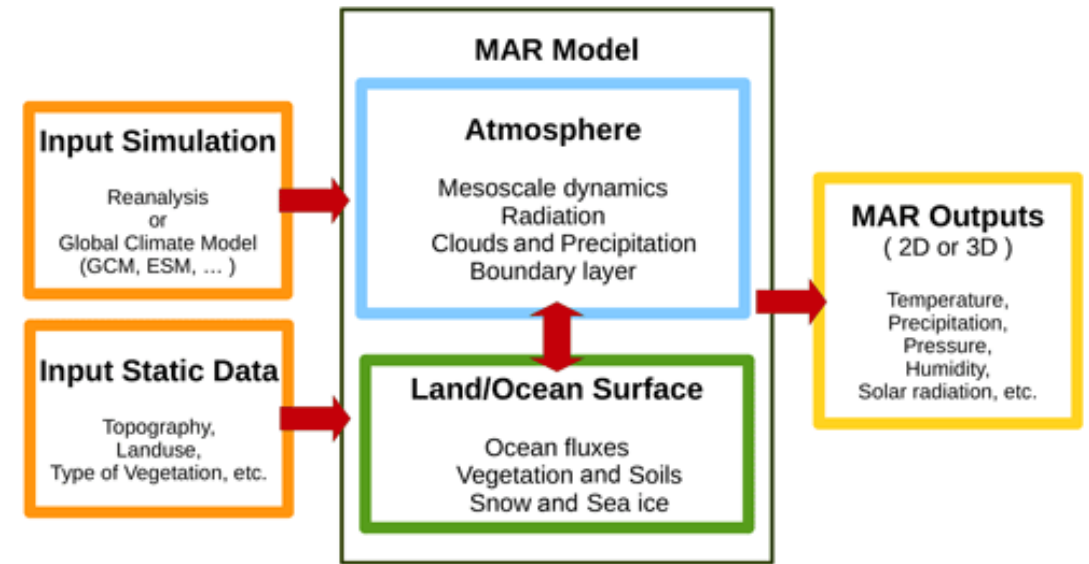 MAR Model
Input Simulation
Reanalysis
or
Global Climate Model
(GCM, ESM, ... )
Input Static Data
Topography,
Landuse,
Type of Vegetation, etc.
Atmosphere
Mesoscale dynamics
Radiation
Clouds and Precipitation
Boundary layer
Land/Ocean Surface
Ocean fluxes
Vegetation and Soils
Snow and Sea ice
MAR Outputs
( 2D or 3D )
Temperature,
Precipitation,
Pressure,
Humidity,
Solar radiation, etc.